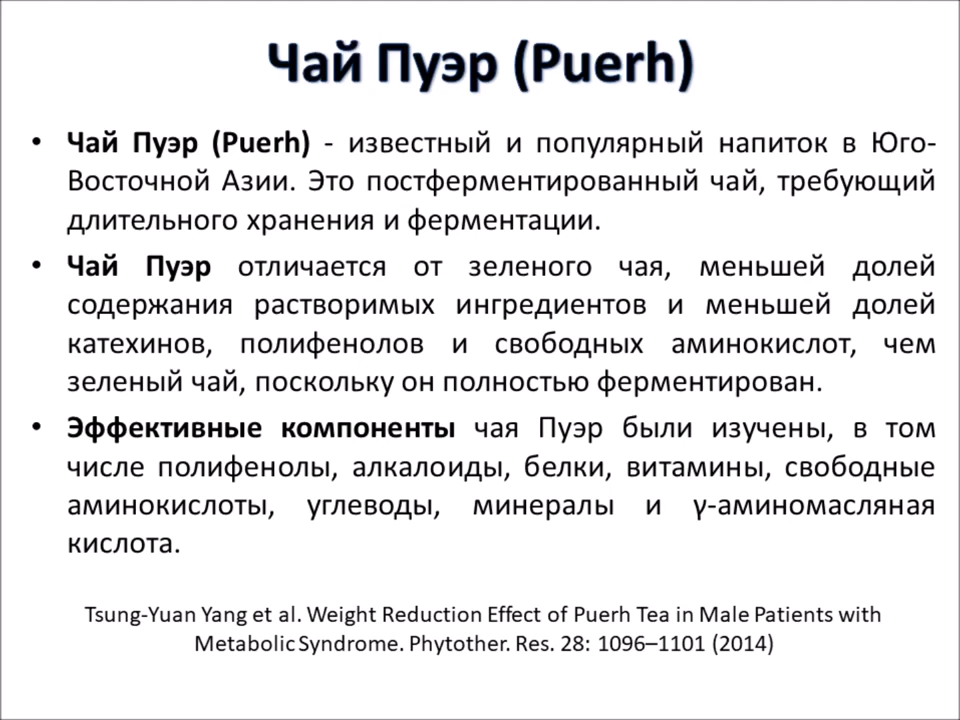 Чай Пуэр (Puerh)
• Чай Пуэр (Puerh) - известный и популярный напиток в Юго-
Восточной Азии. Это постферментированный чай, требующий
длительного хранения и ферментации.
• Чай Пуэр отличается от зеленого чая, меньшей долей
содержания растворимых ингредиентов и меньшей долей
катехинов, полифенолов и свободных аминокислот, чем
зеленый чай, поскольку он полностью ферментирован.
• Эффективные компоненты чая Пуэр были изучены, в том
числе полифенолы, алкалоиды, белки, витамины, свободные
аминокислоты, углеводы, минералы и γ-аминомасляная
кислота.
Tsung-Yuan Yang et al. Weight Reduction Effect of Puerh Tea in Male Patients with
Metabolic Syndrome. Phytother. Res. 28: 1096–1101 (2014)